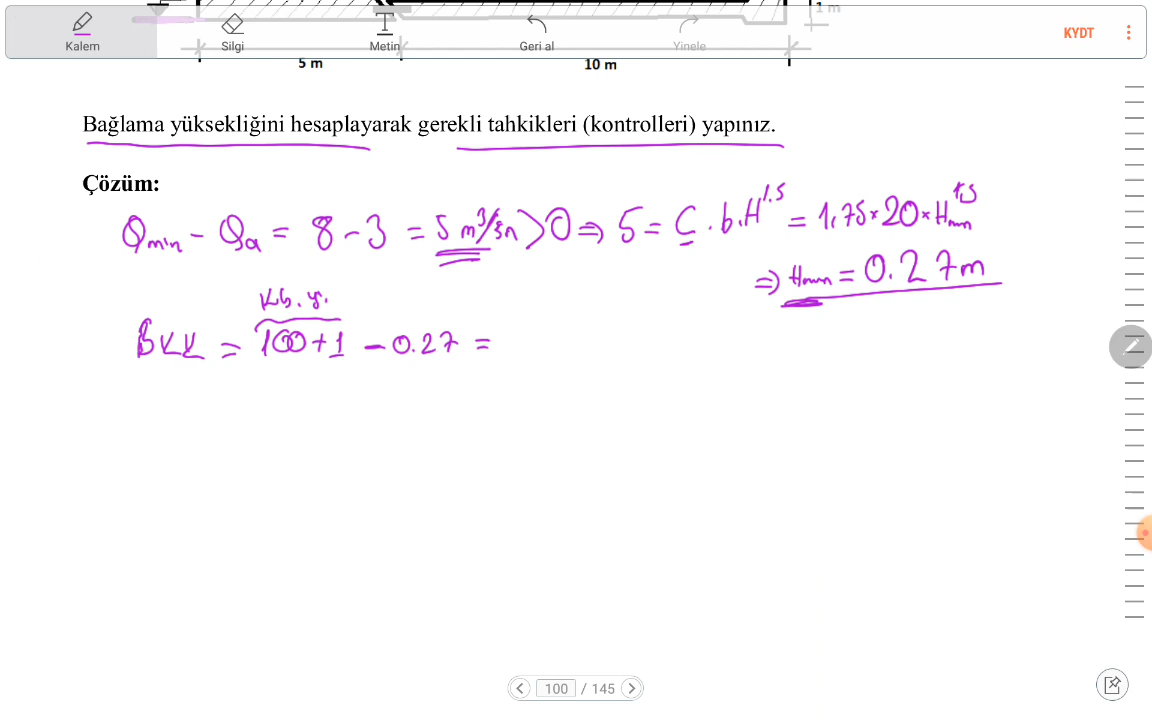 1 m
Kalem
Silgi
Metin
Geri al
Yinele
KYDT
5 m
10 m
Bağlama yüksekliğini hesaplayarak gerekli tahkikleri (kontrolleri) yapınız.
Çözüm:
Qmin - Qa = 8 - 3 = 5 m³/sn > 0 ⇒ 5 = C . b . H^1.5 = 1,75 × 20 × Hmin^1.5
⇒ Hmin = 0.27m
Kb. y.
BKK = 100+1 - 0.27 =
100 / 145